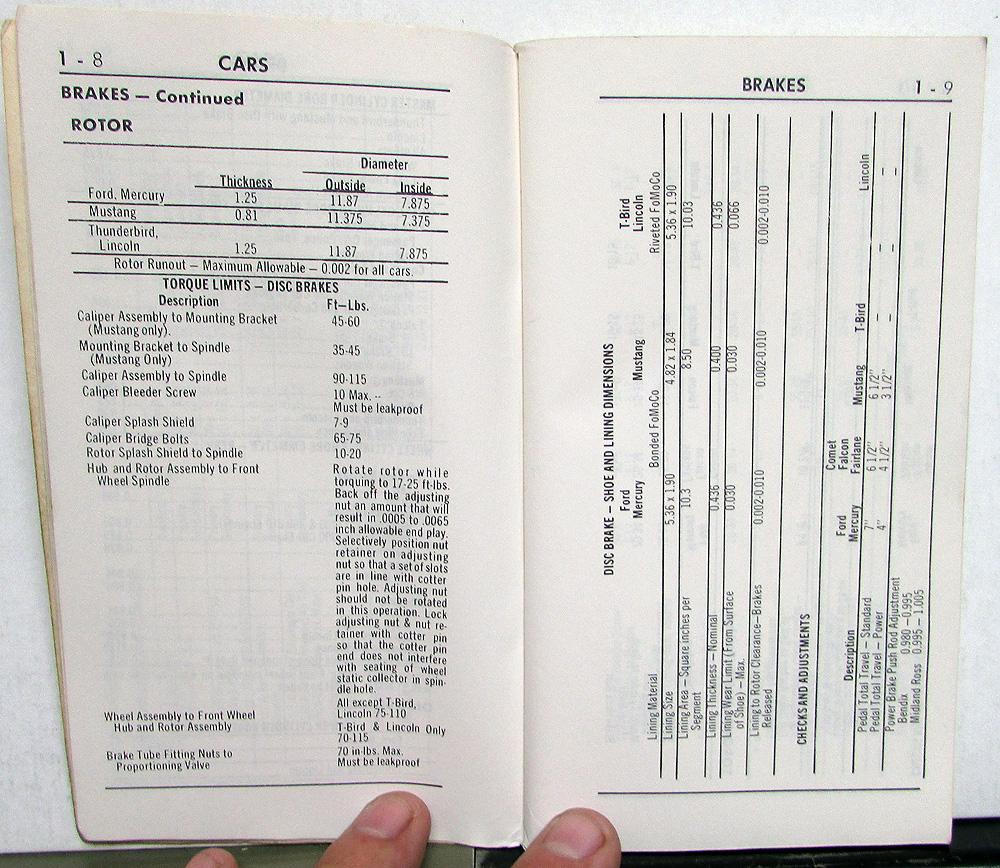 1 - 8 CARS
BRAKES — Continued
ROTOR
Diameter
Thickness Outside Inside
Ford, Mercury 1.25 11.87 7.875
Mustang 0.81 11.375 7.375
Thunderbird,
Lincoln 1.25 11.87 7.875
Rotor Runout — Maximum Allowable — 0.002 for all cars.
TORQUE LIMITS — DISC BRAKES
Description Ft—Lbs.
Caliper Assembly to Mounting Bracket 45-60
(Mustang only).
Mounting Bracket to Spindle 35-45
(Mustang Only)
Caliper Assembly to Spindle 90-115
Caliper Bleeder Screw 10 Max. --
Must be leakproof
Caliper Splash Shield 7-9
Caliper Bridge Bolts 65-75
Rotor Splash Shield to Spindle 10-20
Hub and Rotor Assembly to Front Rotate rotor while
Wheel Spindle torquing to 17-25 ft-lbs.
Back off the adjusting
nut an amount that will
result in .0005 to .0065
inch allowable end play.
Selectively position nut
retainer on adjusting
nut so that a set of slots
are in line with cotter
pin hole. Adjusting nut
should not be rotated
in this operation. Lock
adjusting nut & nut re-
tainer with cotter pin
so that the cotter pin
end does not interfere
with seating of wheel
static collector in spin-
dle hole.
All except T-Bird,
Wheel Assembly to Front Wheel Lincoln 75-110
Hub and Rotor Assembly T-Bird & Lincoln Only
70-115
Brake Tube Fitting Nuts to 70 in-lbs. Max.
Proportioning Valve Must be leakproof
BRAKES 1 - 9
DISC BRAKE — SHOE AND LINING DIMENSIONS
Ford T-Bird
Mercury Mustang Lincoln
Lining Material Bonded FoMoCo Riveted FoMoCo
Lining Size 5.36 x 1.90 4.82 x 1.84 5.36 x 1.90
Lining Area — Square inches per 10.3 8.50 10.03
Segment
Lining Thickness — Nominal 0.436 0.400 0.436
Lining Wear Limit (From Surface 0.030 0.030 0.066
of Shoe) — Max.
Lining to Rotor Clearance—Brakes 0.002-0.010 0.002-0.010 0.002-0.010
Released
CHECKS AND ADJUSTMENTS
Comet
Ford Falcon
Description Mercury Fairlane Mustang T-Bird Lincoln
Pedal Total Travel — Standard 7" 6 1/2" 6 1/2" — — —
Pedal Total Travel — Power 4" 4 1/2" 3 1/2" — — —
Power Brake Push Rod Adjustment
Bendix 0.980 —0.995
Midland Ross 0.995 — 1.005